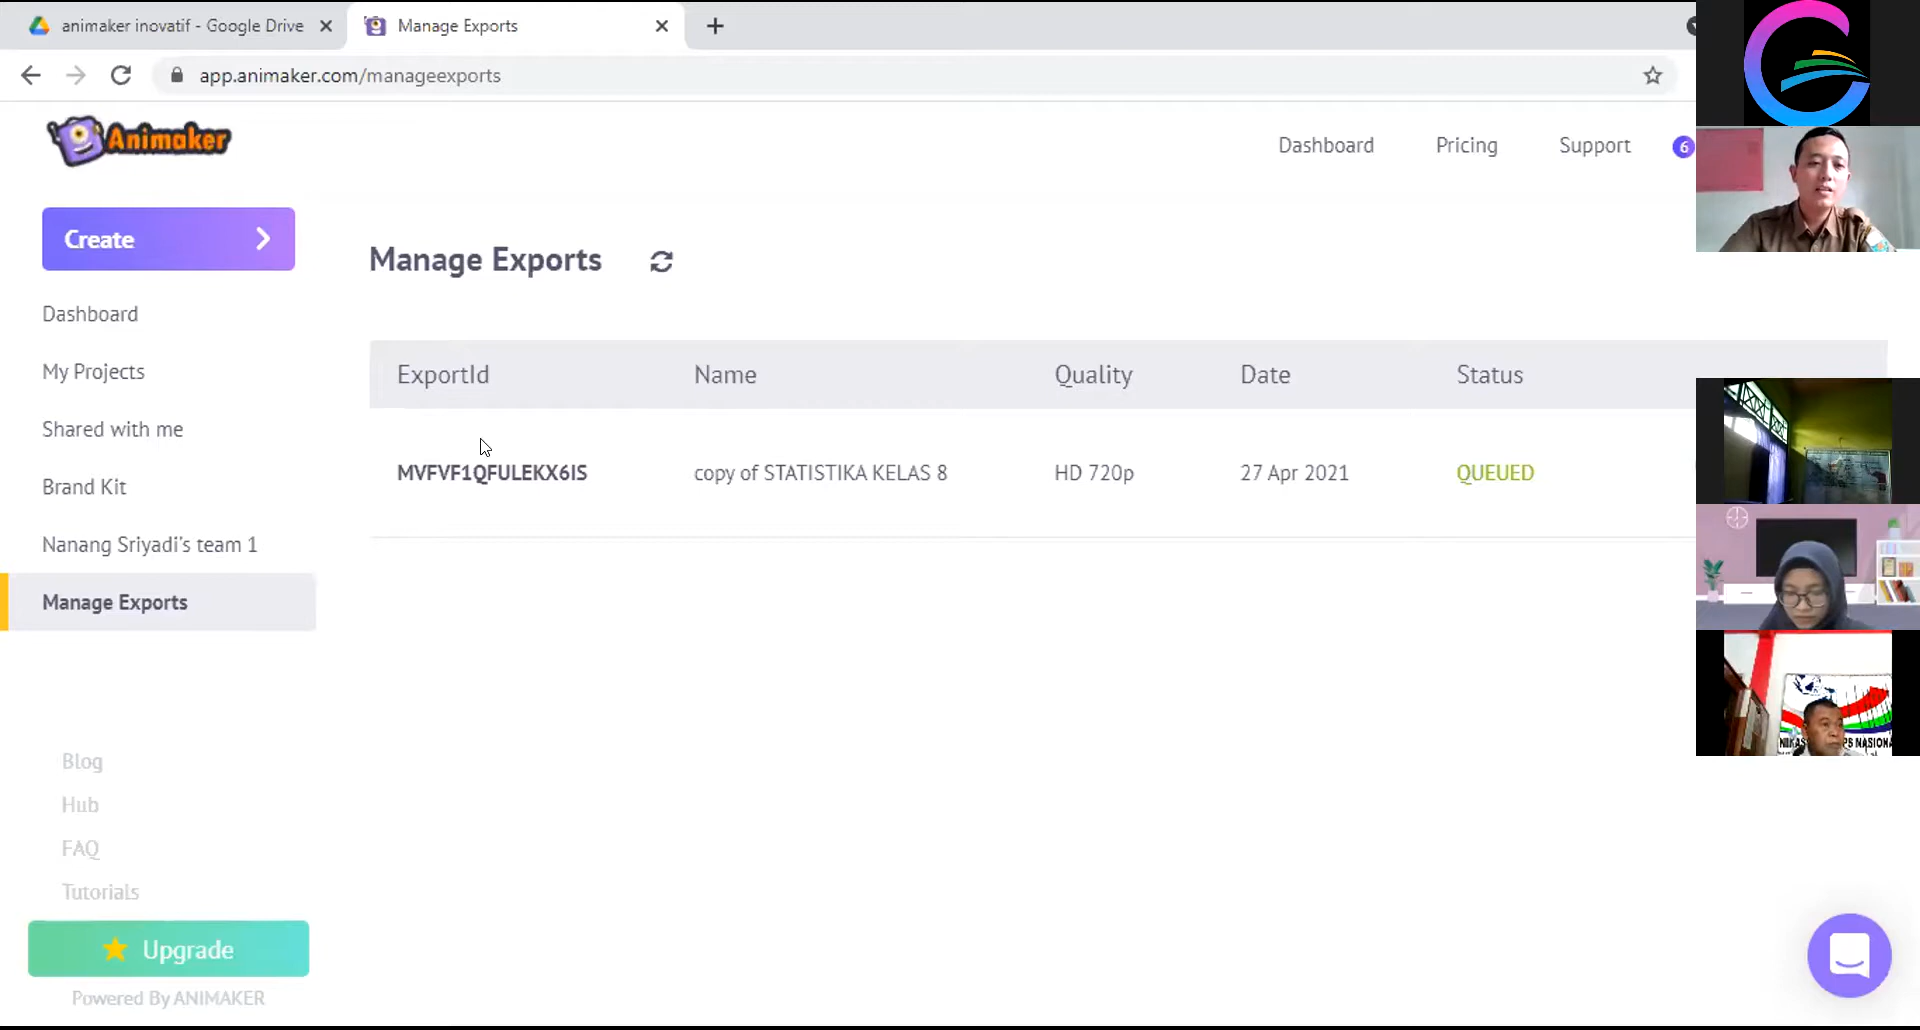 animaker inovatif - Google Drive
Manage Exports
app.animaker.com/manageexports
Animaker
Dashboard
Pricing
Support
6
Create
Manage Exports
Dashboard
My Projects
Shared with me
Brand Kit
Nanang Sriyadi's team 1
Manage Exports
ExportId Name Quality Date Status
MVFVF1QFULEKX6IS copy of STATISTIKA KELAS 8 HD 720p 27 Apr 2021 QUEUED
Blog
Hub
FAQ
Tutorials
Upgrade
Powered By ANIMAKER
NASIONA